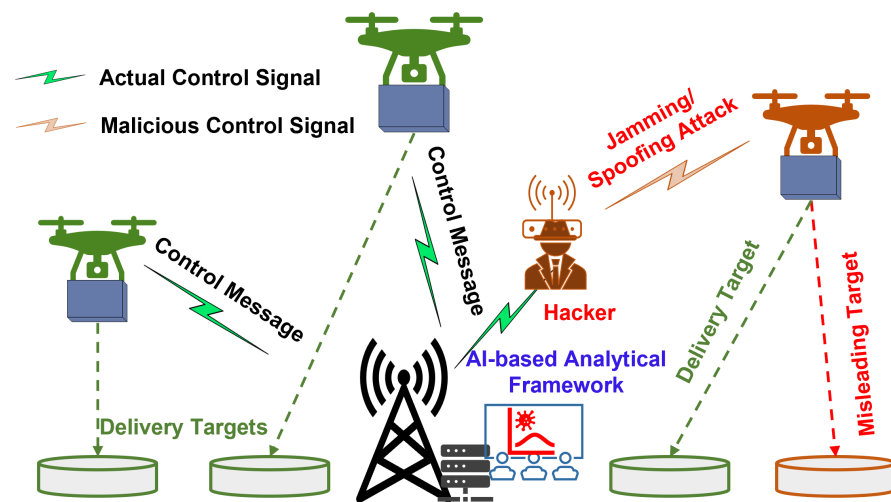 Actual Control Signal
Malicious Control Signal
Control Message
Control Message
Jamming/
Spoofing Attack
Hacker
AI-based Analytical
Framework
Delivery Targets
Delivery Target
Misleading Target